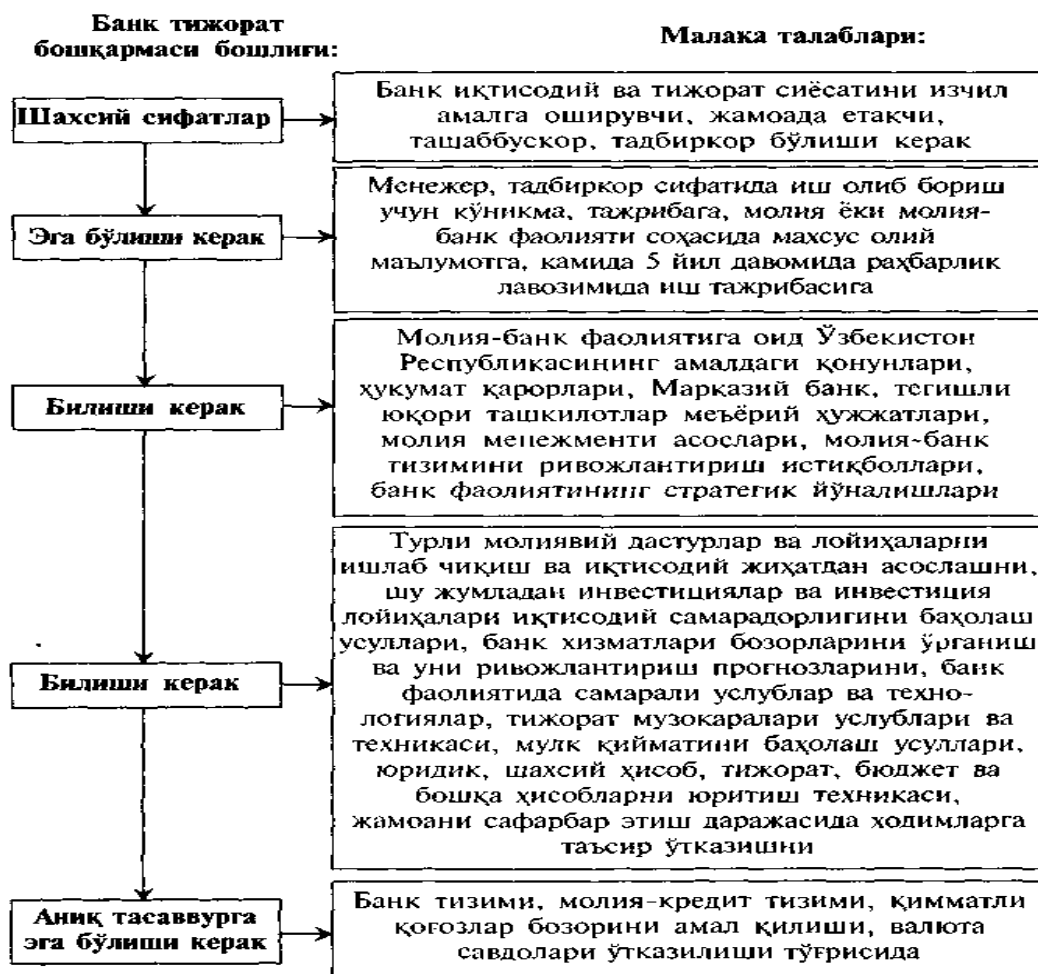 Банк тижорат
бошқармаси бошлиғи:
Малака талаблари:
Шахсий сифатлар
Банк иқтисодий ва тижорат сиёсатини изчил
амалга оширувчи, жамоада етакчи,
ташаббускор, тадбиркор бўлиши керак
Эга бўлиши керак
Менежер, тадбиркор сифатида иш олиб бориш
учун кўникма, тажрибага, молия ёки молия-
банк фаолияти соҳасида махсус олий
маълумотга, камида 5 йил давомида раҳбарлик
лавозимида иш тажрибасига
Билиши керак
Молия-банк фаолиятига оид Ўзбекистон
Республикасининг амалдаги қонунлари,
ҳукумат қарорлари, Марказий банк, тегишли
юқори ташкилотлар меъёрий ҳужжатлари,
молия менежменти асослари, молия-банк
тизимини ривожлантириш истиқболлари,
банк фаолиятининг стратегик йўналишлари
Билиши керак
Турли молиявий дастурлар ва лойиҳаларни
ишлаб чиқиш ва иқтисодий жиҳатдан асослашни,
шу жумладан инвестициялар ва инвестиция
лойиҳалари иқтисодий самарадорлигини баҳолаш
усуллари, банк хизматлари бозорларини ўрганиш
ва уни ривожлантириш прогнозларини, банк
фаолиятида самарали услублар ва техно-
логиялар, тижорат музокаралари услублари ва
техникаси, мулк қийматини баҳолаш усуллари,
юридик, шахсий ҳисоб, тижорат, бюджет ва
бошқа ҳисобларни юритиш техникаси,
жамоани сафарбар этиш даражасида ходимларга
таъсир ўтказишни
Аниқ тасаввурга
эга бўлиши керак
Банк тизими, молия-кредит тизими, қимматли
қоғозлар бозорини амал қилиши, валюта
савдолари ўтказилиши тўғрисида